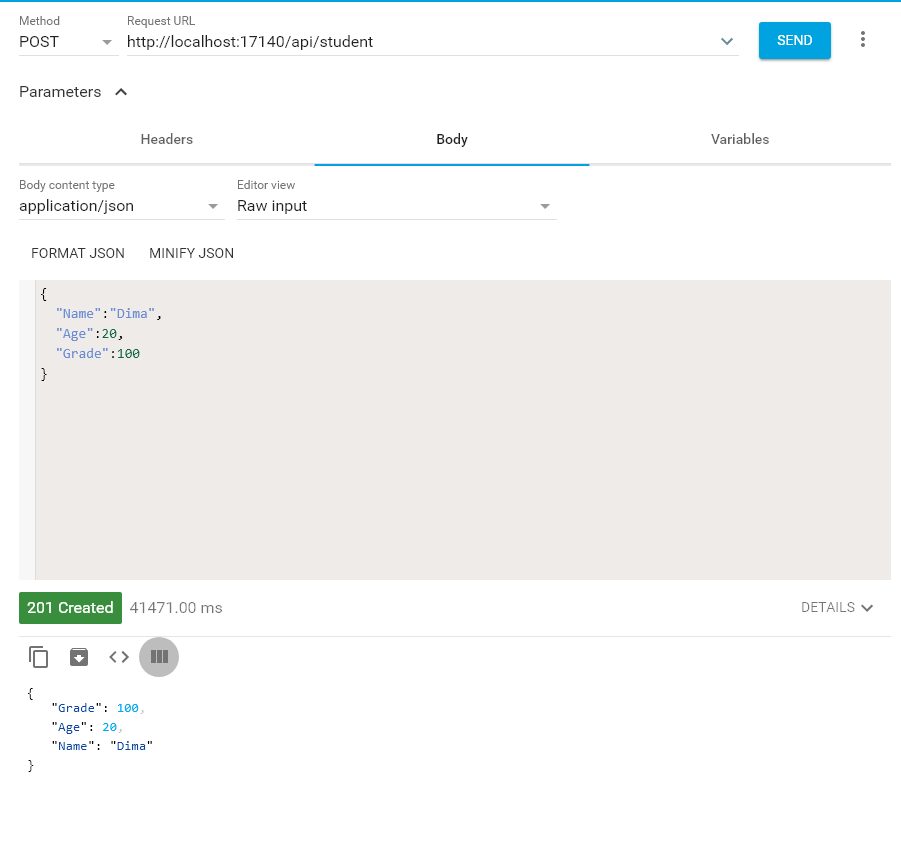 Method
Request URL
POST
http://localhost:17140/api/student
SEND
Parameters
Headers
Body
Variables
Body content type
Editor view
application/json
Raw input
FORMAT JSON
MINIFY JSON
{
"Name":"Dima",
"Age":20,
"Grade":100
}
201 Created
41471.00 ms
DETAILS
{
"Grade": 100,
"Age": 20,
"Name": "Dima"
}